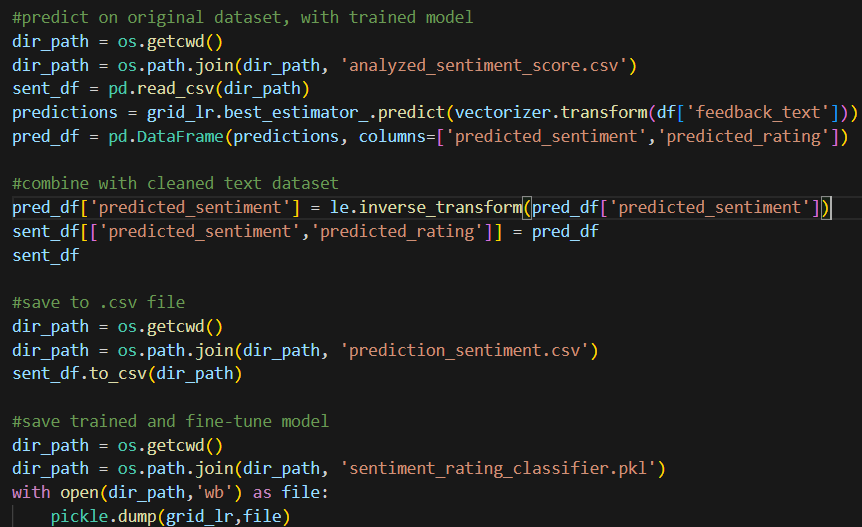 #predict on original dataset, with trained model
dir_path = os.getcwd()
dir_path = os.path.join(dir_path, 'analyzed_sentiment_score.csv')
sent_df = pd.read_csv(dir_path)
predictions = grid_lr.best_estimator_.predict(vectorizer.transform(df['feedback_text']))
pred_df = pd.DataFrame(predictions, columns=['predicted_sentiment','predicted_rating'])

#combine with cleaned text dataset
pred_df['predicted_sentiment'] = le.inverse_transform(pred_df['predicted_sentiment'])
sent_df[['predicted_sentiment','predicted_rating']] = pred_df
sent_df

#save to .csv file
dir_path = os.getcwd()
dir_path = os.path.join(dir_path, 'prediction_sentiment.csv')
sent_df.to_csv(dir_path)

#save trained and fine-tune model
dir_path = os.getcwd()
dir_path = os.path.join(dir_path, 'sentiment_rating_classifier.pkl')
with open(dir_path,'wb') as file:
    pickle.dump(grid_lr,file)